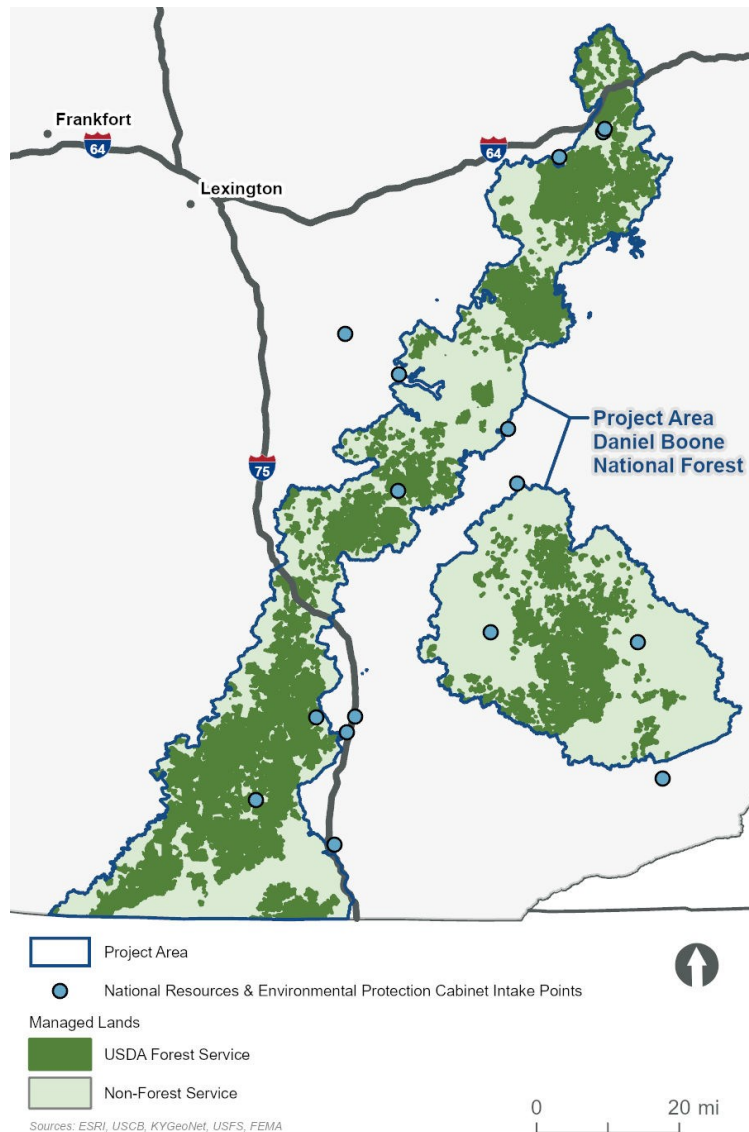 Frankfort
64
Lexington
64
75
Project Area
Daniel Boone
National Forest
Project Area
National Resources & Environmental Protection Cabinet Intake Points
Managed Lands
USDA Forest Service
Non-Forest Service
Sources: ESRI, USCB, KYGeoNet, USFS, FEMA
0
20 mi